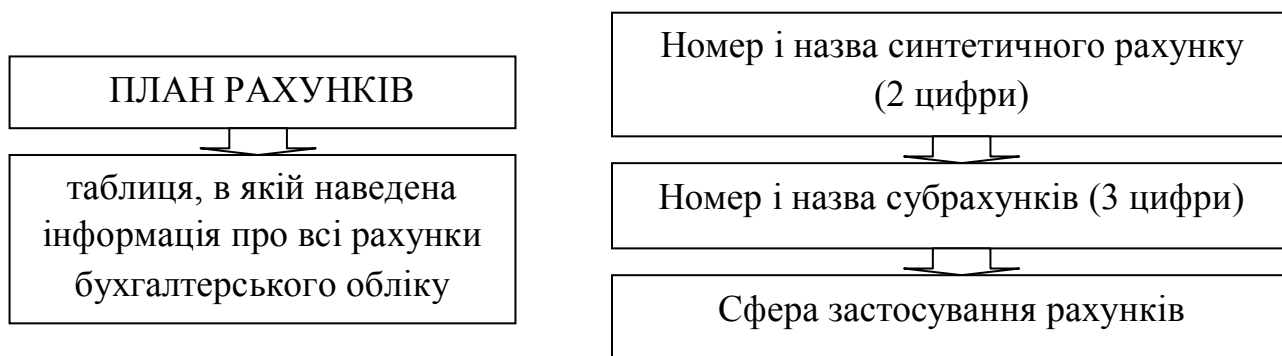 ПЛАН РАХУНКІВ
таблиця, в якій наведена
інформація про всі рахунки
бухгалтерського обліку
Номер і назва синтетичного рахунку
(2 цифри)
Номер і назва субрахунків (3 цифри)
Сфера застосування рахунків